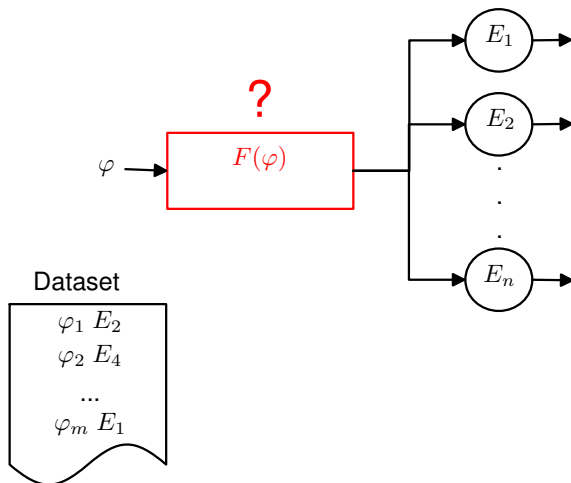 E₁
?
E₂
φ
F(φ)
.
.
.
Eₙ
Dataset
φ₁ E₂
φ₂ E₄
...
φₘ E₁